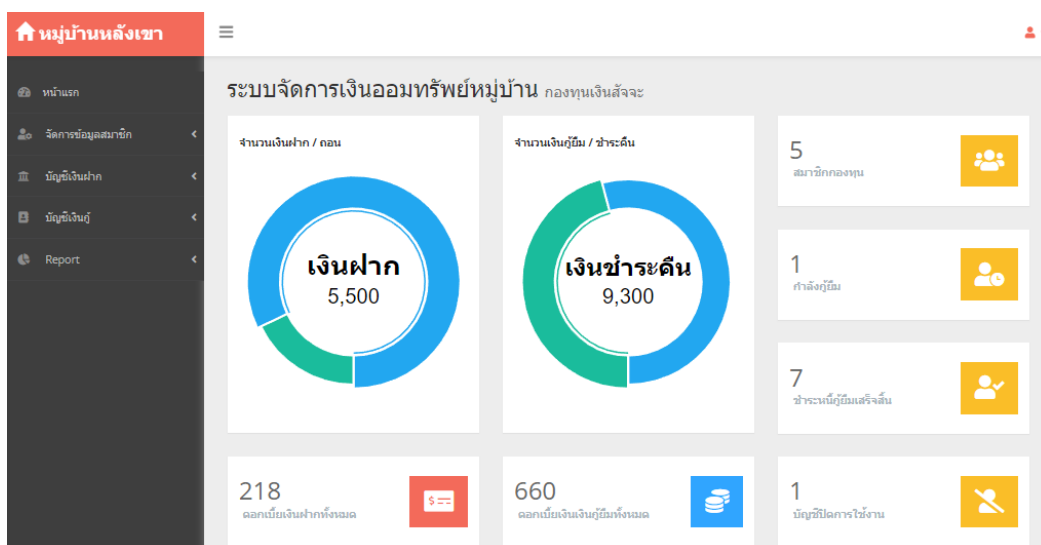 หมู่บ้านหลังเขา
หน้าแรก
จัดการข้อมูลสมาชิก
บัญชีเงินฝาก
บัญชีเงินกู้
Report
ระบบจัดการเงินออมทรัพย์หมู่บ้าน กองทุนเงินสัจจะ
จำนวนเงินฝาก / ถอน
เงินฝาก
5,500
จำนวนเงินกู้ยืม / ชำระคืน
เงินชำระคืน
9,300
5
สมาชิกกองทุน
1
กำลังกู้ยืม
7
ชำระหนี้กู้ยืมเสร็จสิ้น
218
ดอกเบี้ยเงินฝากทั้งหมด
660
ดอกเบี้ยเงินเงินกู้ยืมทั้งหมด
1
บัญชีปิดการใช้งาน